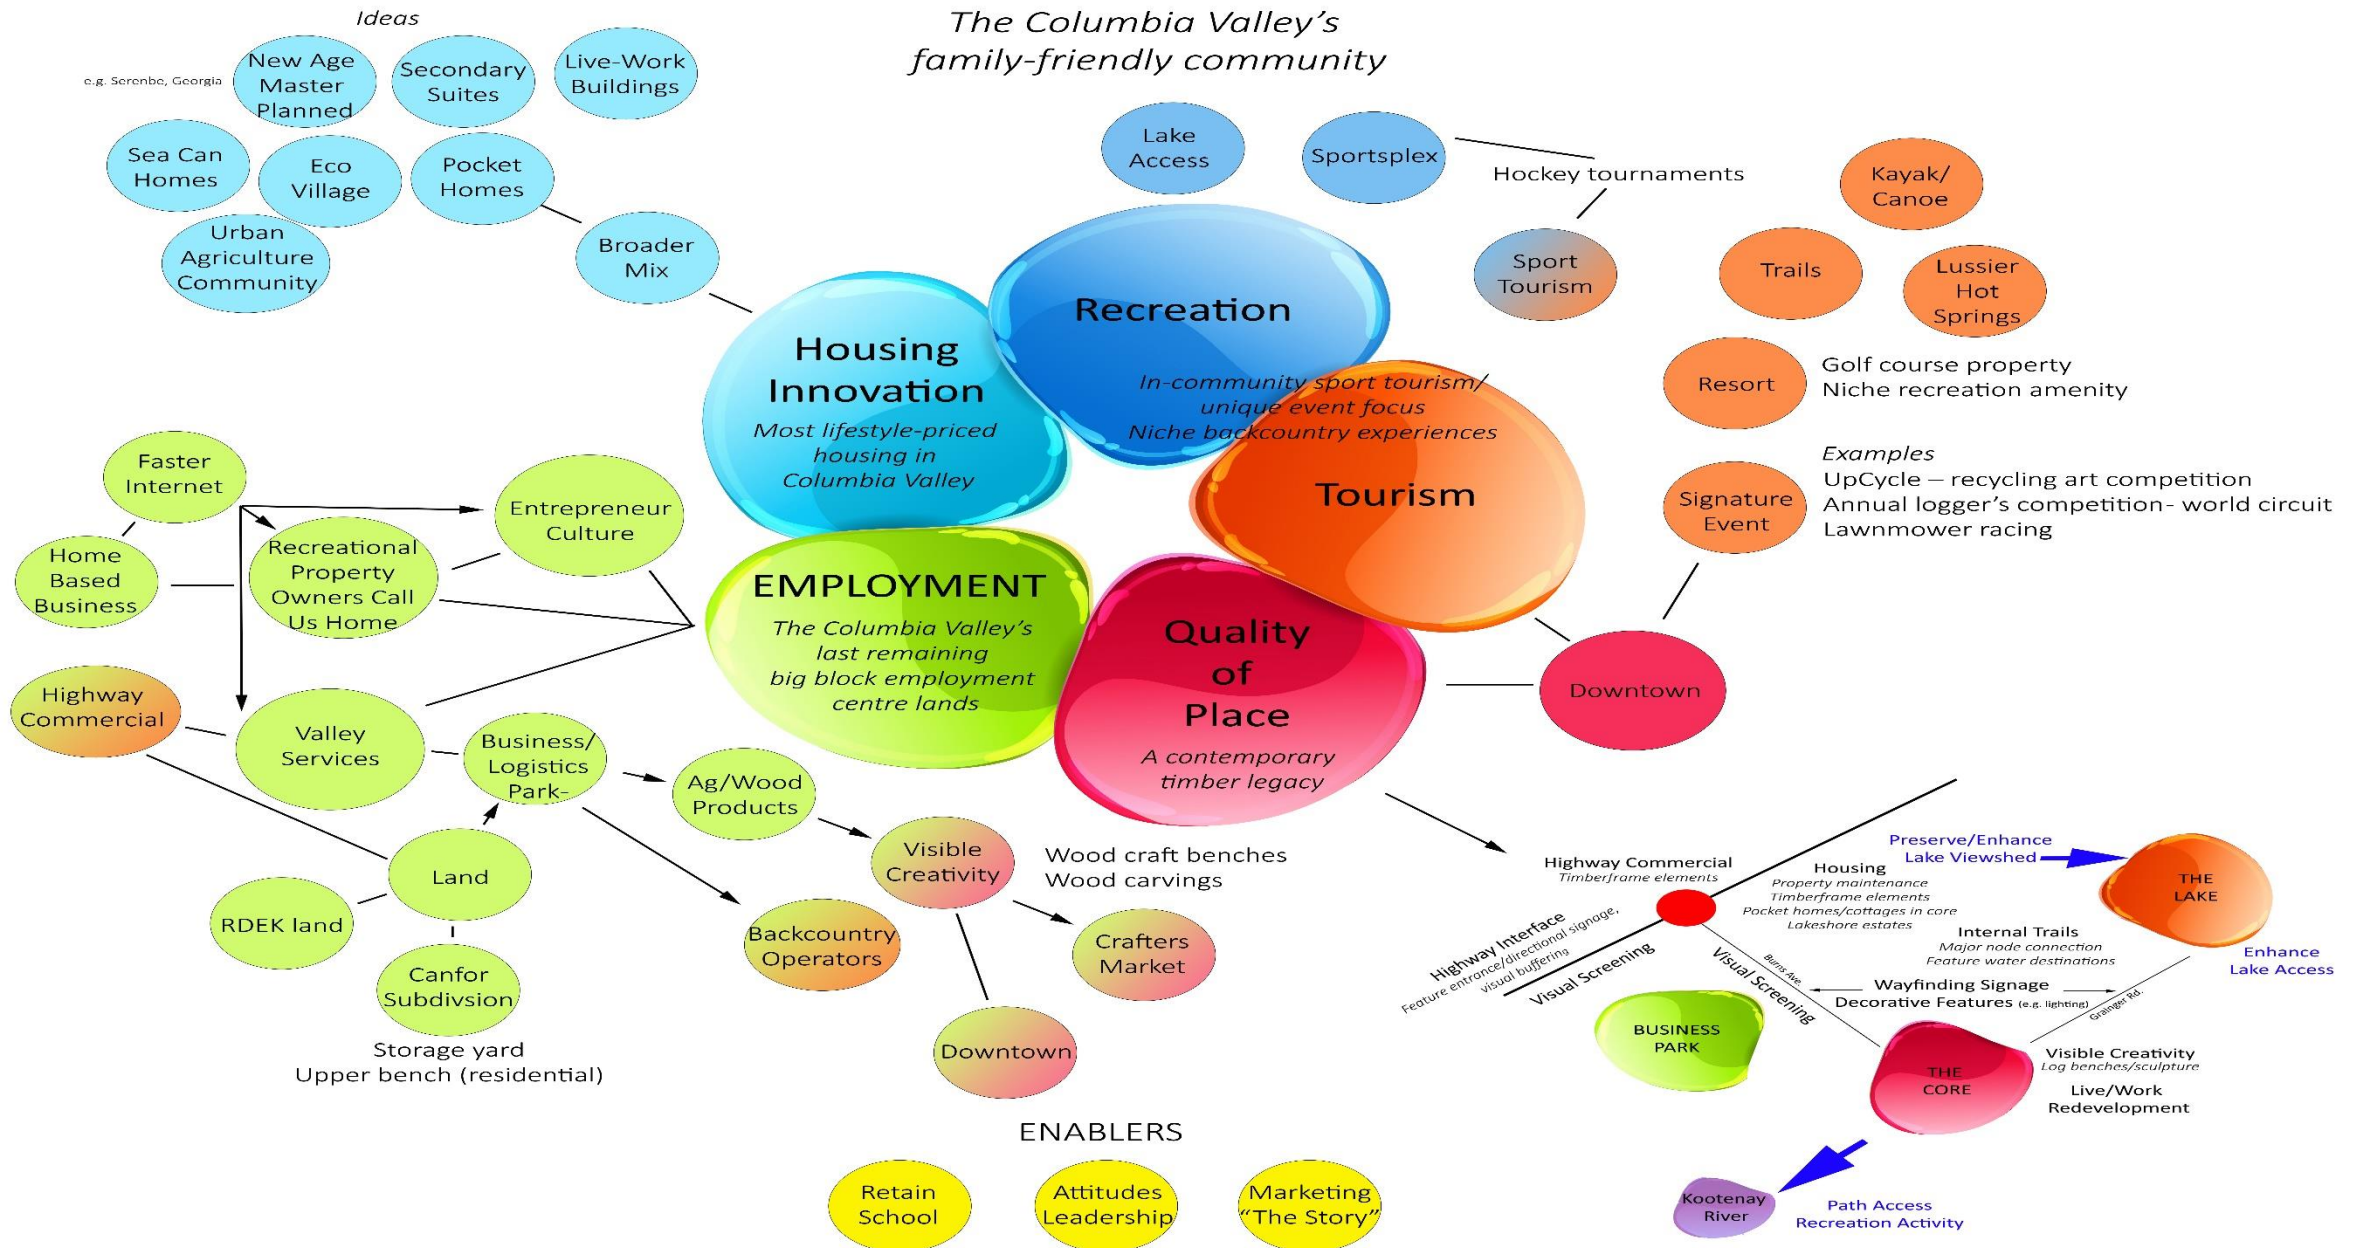 The Columbia Valley's
family-friendly community
Ideas
e.g. Serenbe, Georgia
New Age
Master
Planned
Secondary
Suites
Live-Work
Buildings
Sea Can
Homes
Eco
Village
Pocket
Homes
Urban
Agriculture
Community
Broader
Mix
Lake
Access
Sportsplex
Hockey tournaments
Sport
Tourism
Kayak/
Canoe
Trails
Lussier
Hot
Springs
Resort
Golf course property
Niche recreation amenity
Signature
Event
Examples
UpCycle – recycling art competition
Annual logger's competition- world circuit
Lawnmower racing
Housing
Innovation
Most lifestyle-priced
housing in
Columbia Valley
Recreation
In-community sport tourism/
unique event focus
Niche backcountry experiences
Tourism
EMPLOYMENT
The Columbia Valley's
last remaining
big block employment
centre lands
Quality
of
Place
A contemporary
timber legacy
Downtown
Faster
Internet
Home
Based
Business
Recreational
Property
Owners Call
Us Home
Entrepreneur
Culture
Highway
Commercial
Valley
Services
Business/
Logistics
Park-
Ag/Wood
Products
Land
RDEK land
Canfor
Subdivsion
Storage yard
Upper bench (residential)
Visible
Creativity
Wood craft benches
Wood carvings
Backcountry
Operators
Crafters
Market
Downtown
ENABLERS
Retain
School
Attitudes
Leadership
Marketing
“The Story”
Highway Commercial
Timberframe elements
Housing
Property maintenance
Timberframe elements
Pocket homes/cottages in core
Lakeshore estates
Preserve/Enhance
Lake Viewshed
THE
LAKE
Enhance
Lake Access
Internal Trails
Major node connection
Feature water destinations
Highway Interface
Feature entrance/directional signage,
visual buffering
Visual Screening
Burns Ave.
Visual Screening
Wayfinding Signage
Decorative Features (e.g. lighting)
Grainger Rd.
BUSINESS
PARK
THE
CORE
Visible Creativity
Log benches/sculpture
Live/Work
Redevelopment
Kootenay
River
Path Access
Recreation Activity